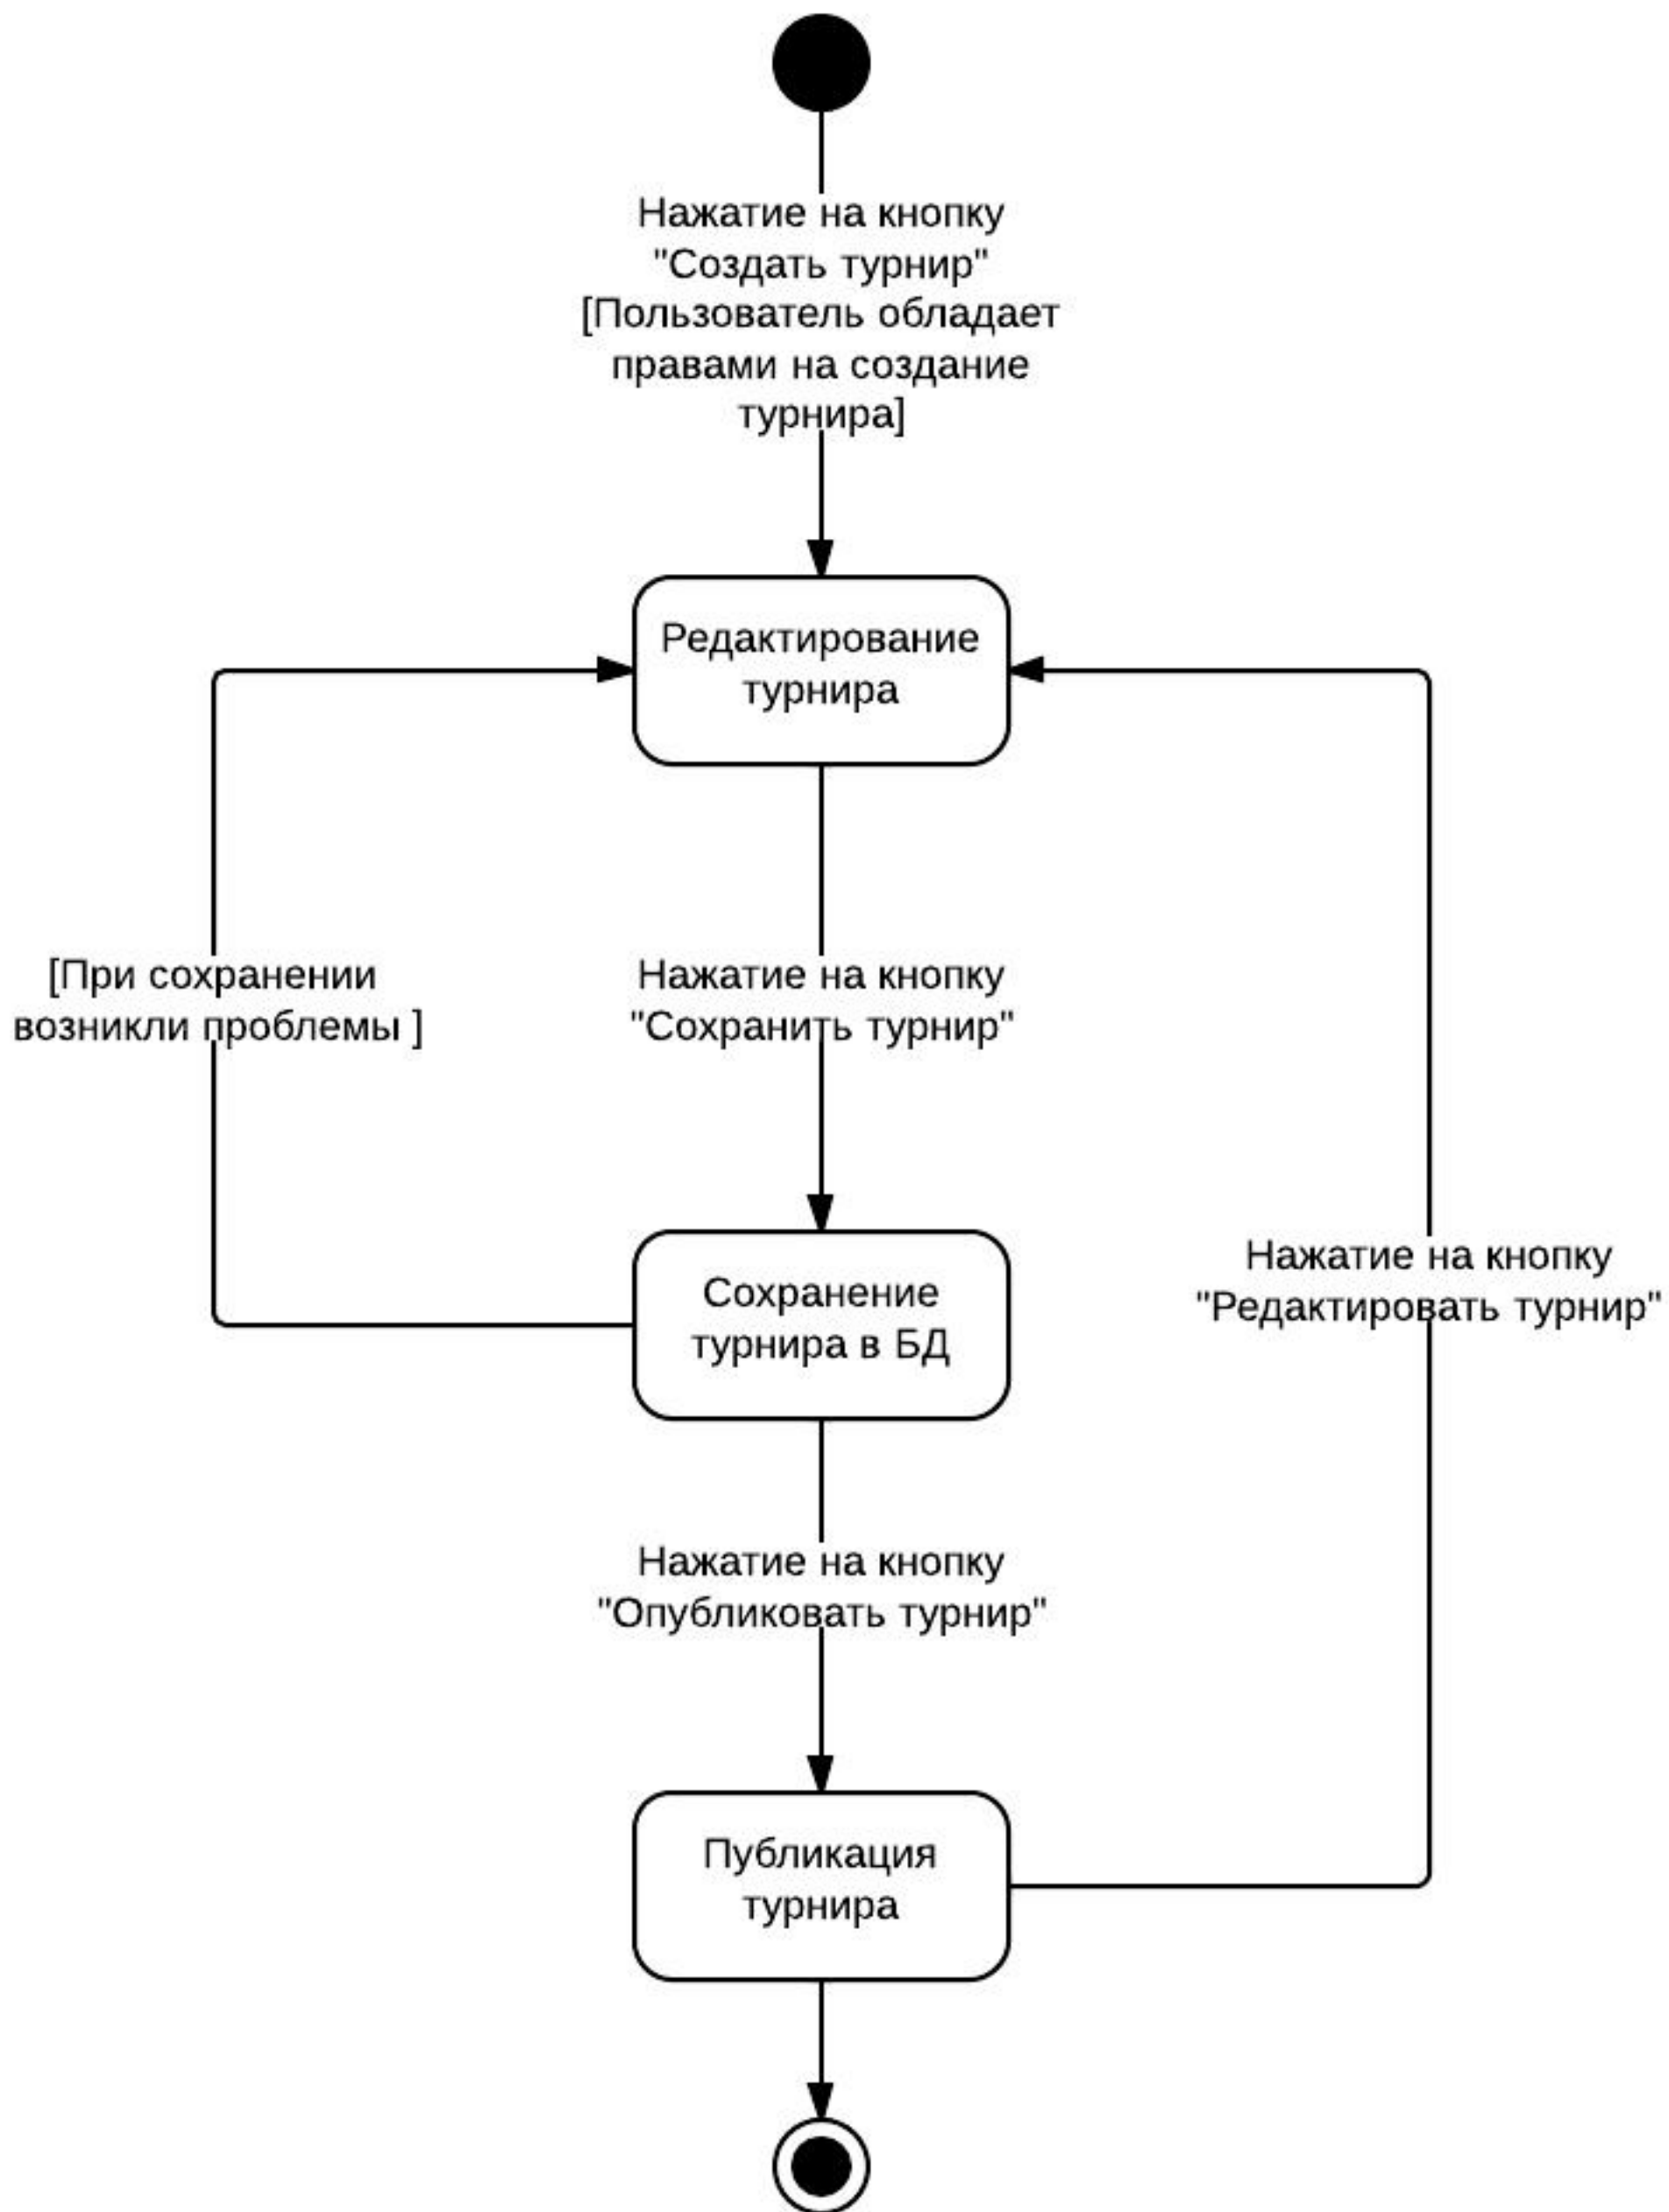 Нажатие на кнопку
"Создать турнир"
[Пользователь обладает
правами на создание
турнира]
Редактирование
турнира
[При сохранении
возникли проблемы ]
Нажатие на кнопку
"Сохранить турнир"
Нажатие на кнопку
"Редактировать турнир"
Сохранение
турнира в БД
Нажатие на кнопку
"Опубликовать турнир"
Публикация
турнира